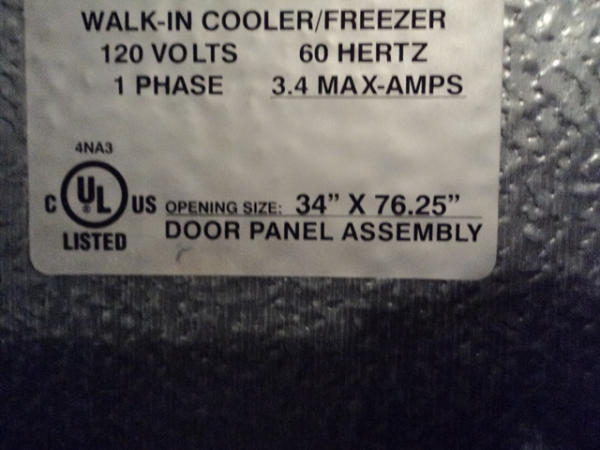 WALK-IN COOLER/FREEZER
120 VOLTS 60 HERTZ
1 PHASE 3.4 MAX-AMPS
4NA3
C UL ® US
LISTED
OPENING SIZE: 34” X 76.25”
DOOR PANEL ASSEMBLY